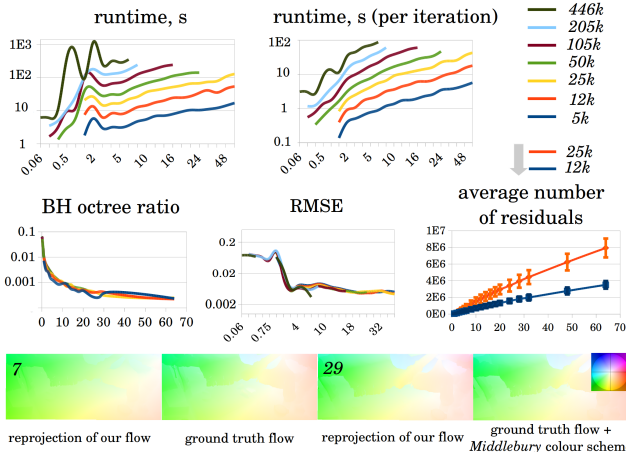 runtime, s
1E3
1E2
10
1
0.06
0.5
2
5
10
16
24
48
runtime, s (per iteration)
1E2
10
1
0.1
0.06
0.5
2
5
10
16
24
48
446k
205k
105k
50k
25k
12k
5k
25k
12k
BH octree ratio
0.1
0.01
0.001
0
10
20
30
40
50
60
70
RMSE
0.2
0.02
0.002
0.06
0.75
4
10
18
32
average number
of residuals
1E7
8E6
6E6
4E6
2E6
0E0
0
10
20
30
40
50
60
70
7
29
reprojection of our flow
ground truth flow
reprojection of our flow
ground truth flow +
Middlebury colour schem